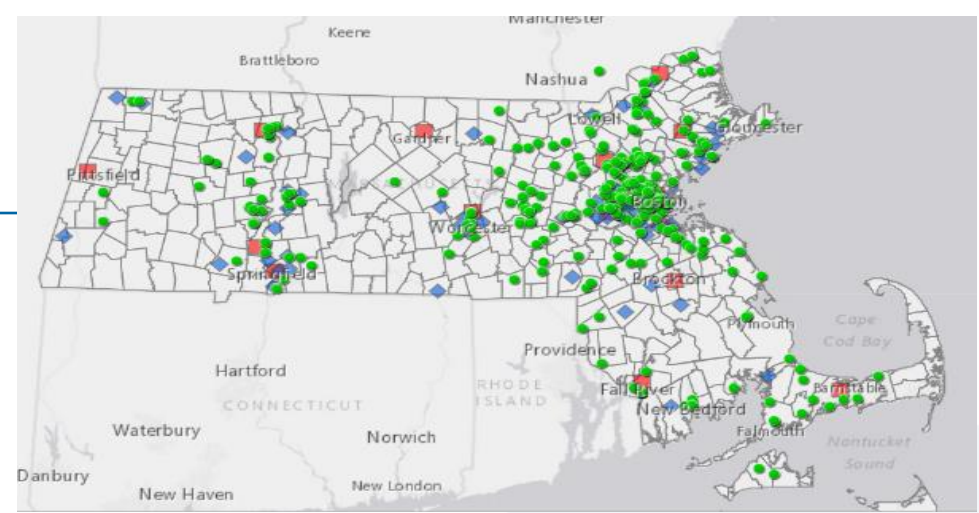 Manchester
Keene
Brattleboro
Nashua
Lowell
Gardner
Gloucester
Pittsfield
Boston
Worcester
Springfield
Brockton
Plymouth
Cape
Cod Bay
Providence
Hartford
Fall River
Barnstable
RHODE
ISLAND
CONNECTICUT
New Bedford
Waterbury
Norwich
Falmouth
Nantucket
Sound
Danbury
New London
New Haven